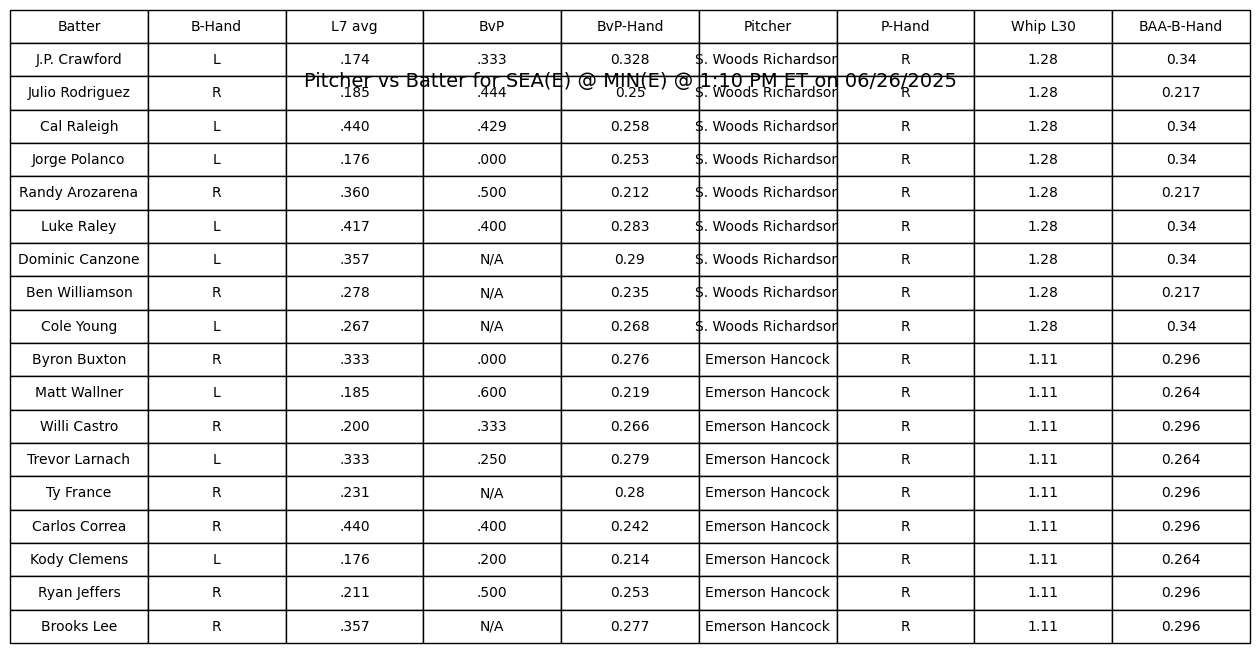 Batter B-Hand L7 avg BvP BvP-Hand Pitcher P-Hand Whip L30 BAA-B-Hand
J.P. Crawford L .174 .333 0.328 S. Woods Richardson R 1.28 0.34
Pitcher vs Batter for SEA(E) @ MIN(E) @ 1:10 PM ET on 06/26/2025
Julio Rodriguez R .185 .444 0.25 S. Woods Richardson R 1.28 0.217
Cal Raleigh L .440 .429 0.258 S. Woods Richardson R 1.28 0.34
Jorge Polanco L .176 .000 0.253 S. Woods Richardson R 1.28 0.34
Randy Arozarena R .360 .500 0.212 S. Woods Richardson R 1.28 0.217
Luke Raley L .417 .400 0.283 S. Woods Richardson R 1.28 0.34
Dominic Canzone L .357 N/A 0.29 S. Woods Richardson R 1.28 0.34
Ben Williamson R .278 N/A 0.235 S. Woods Richardson R 1.28 0.217
Cole Young L .267 N/A 0.268 S. Woods Richardson R 1.28 0.34
Byron Buxton R .333 .000 0.276 Emerson Hancock R 1.11 0.296
Matt Wallner L .185 .600 0.219 Emerson Hancock R 1.11 0.264
Willi Castro R .200 .333 0.266 Emerson Hancock R 1.11 0.296
Trevor Larnach L .333 .250 0.279 Emerson Hancock R 1.11 0.264
Ty France R .231 N/A 0.28 Emerson Hancock R 1.11 0.296
Carlos Correa R .440 .400 0.242 Emerson Hancock R 1.11 0.296
Kody Clemens L .176 .200 0.214 Emerson Hancock R 1.11 0.264
Ryan Jeffers R .211 .500 0.253 Emerson Hancock R 1.11 0.296
Brooks Lee R .357 N/A 0.277 Emerson Hancock R 1.11 0.296